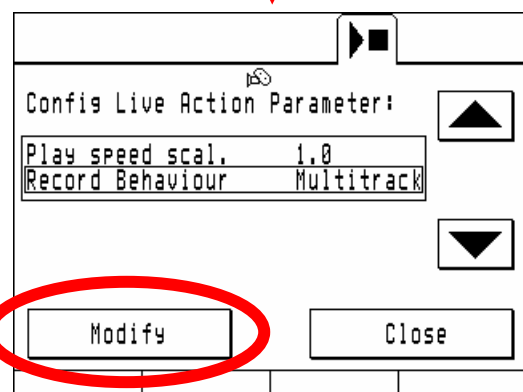 Config Live Action Parameter:
Play speed scal. 1.0
Record Behaviour Multitrack
Modify Close